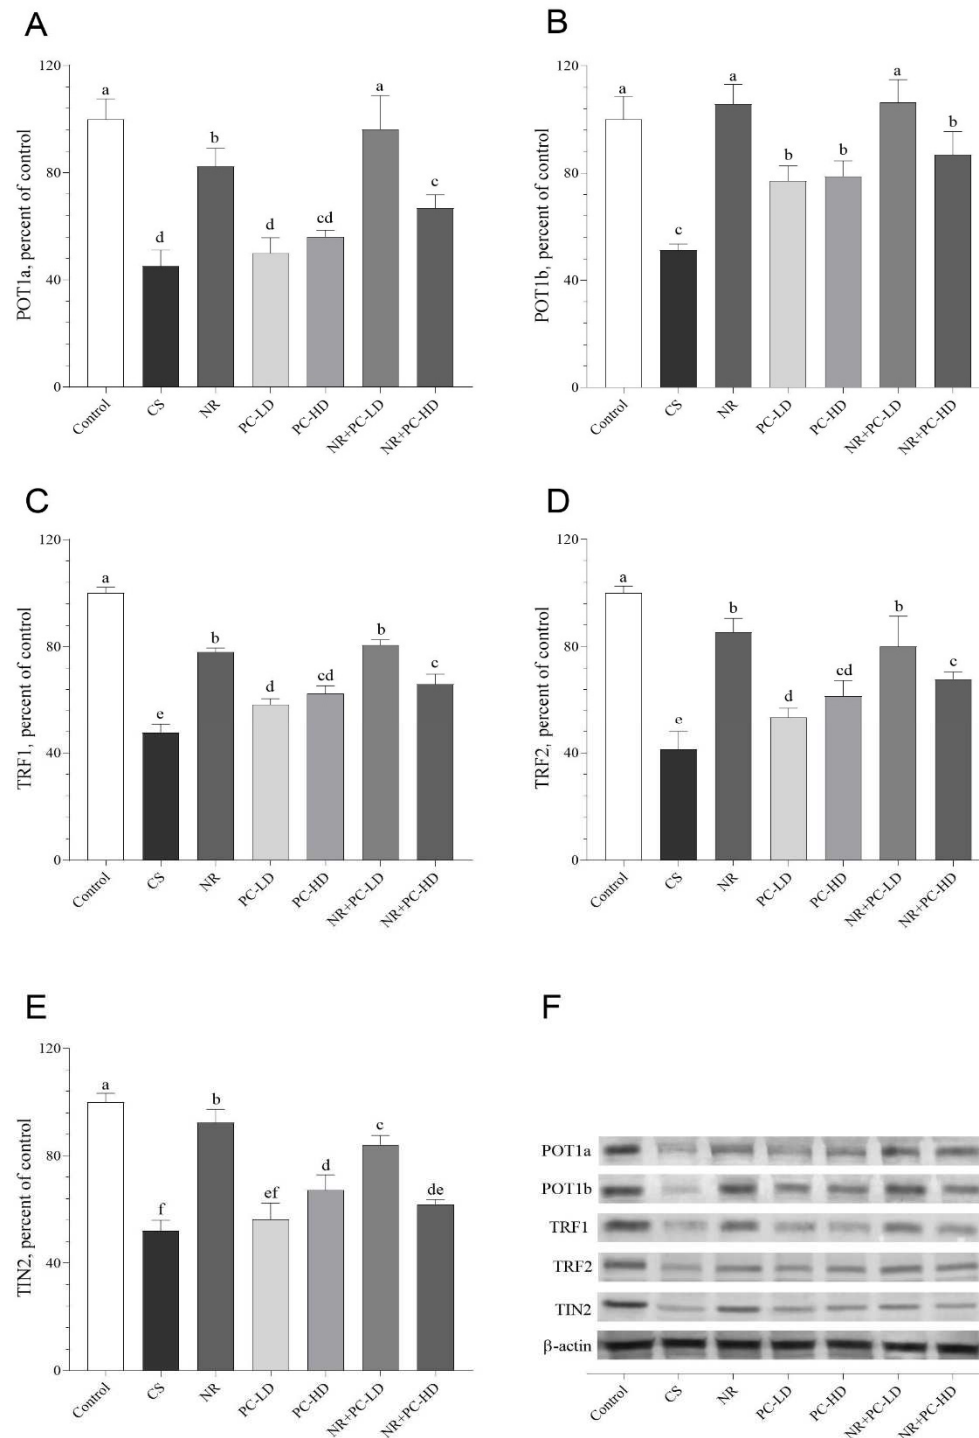 A
POT1a, percent of control
120
80
40
0
a
d
b
d
cd
a
c
Control
CS
NR
PC-LD
PC-HD
NR+PC-LD
NR+PC-HD
B
POT1b, percent of control
120
80
40
0
a
c
a
b
b
a
b
Control
CS
NR
PC-LD
PC-HD
NR+PC-LD
NR+PC-HD
C
TRF1, percent of control
120
80
40
0
a
e
b
d
cd
b
c
Control
CS
NR
PC-LD
PC-HD
NR+PC-LD
NR+PC-HD
D
TRF2, percent of control
120
80
40
0
a
e
b
d
cd
b
c
Control
CS
NR
PC-LD
PC-HD
NR+PC-LD
NR+PC-HD
E
TIN2, percent of control
120
80
40
0
a
f
b
ef
d
c
de
Control
CS
NR
PC-LD
PC-HD
NR+PC-LD
NR+PC-HD
F
POT1a
POT1b
TRF1
TRF2
TIN2
β-actin
Control
CS
NR
PC-LD
PC-HD
NR+PC-LD
NR+PC-HD